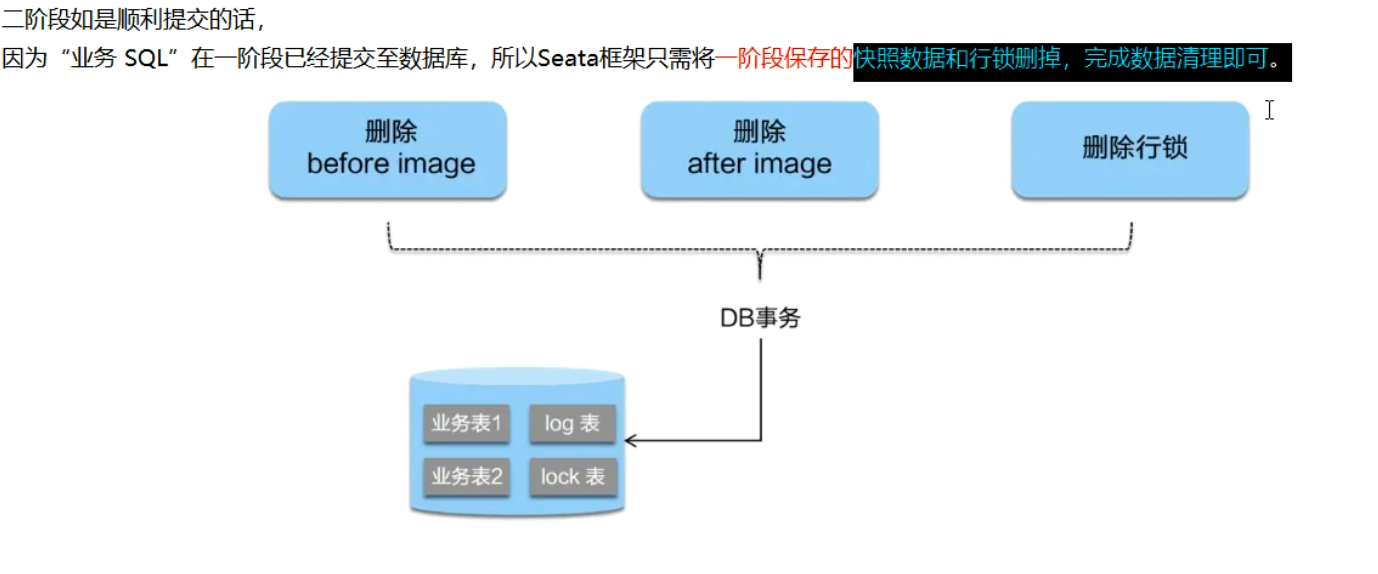 二阶段如是顺利提交的话，
因为“业务 SQL”在一阶段已经提交至数据库，所以Seata框架只需将一阶段保存的快照数据和行锁删掉，完成数据清理即可。
删除
before image
删除
after image
删除行锁
DB事务
业务表1
log 表
业务表2
lock 表